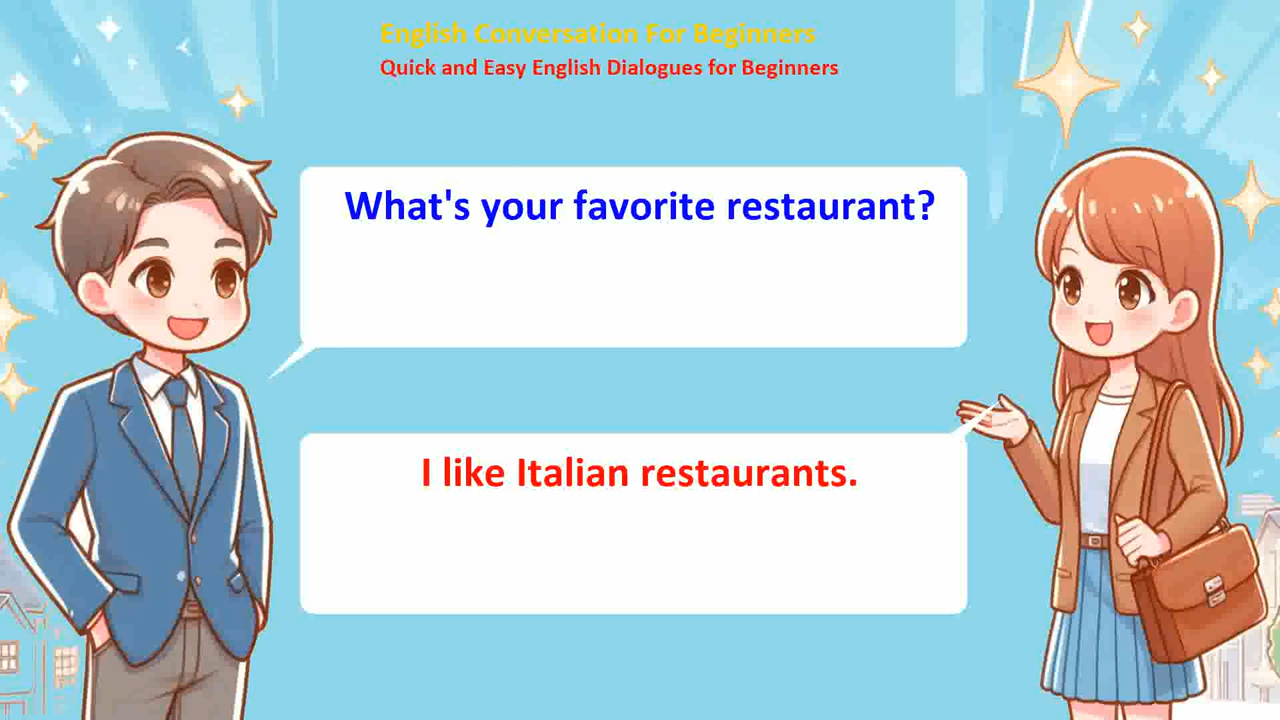 English Conversation For Beginners
Quick and Easy English Dialogues for Beginners
What's your favorite restaurant?
I like Italian restaurants.